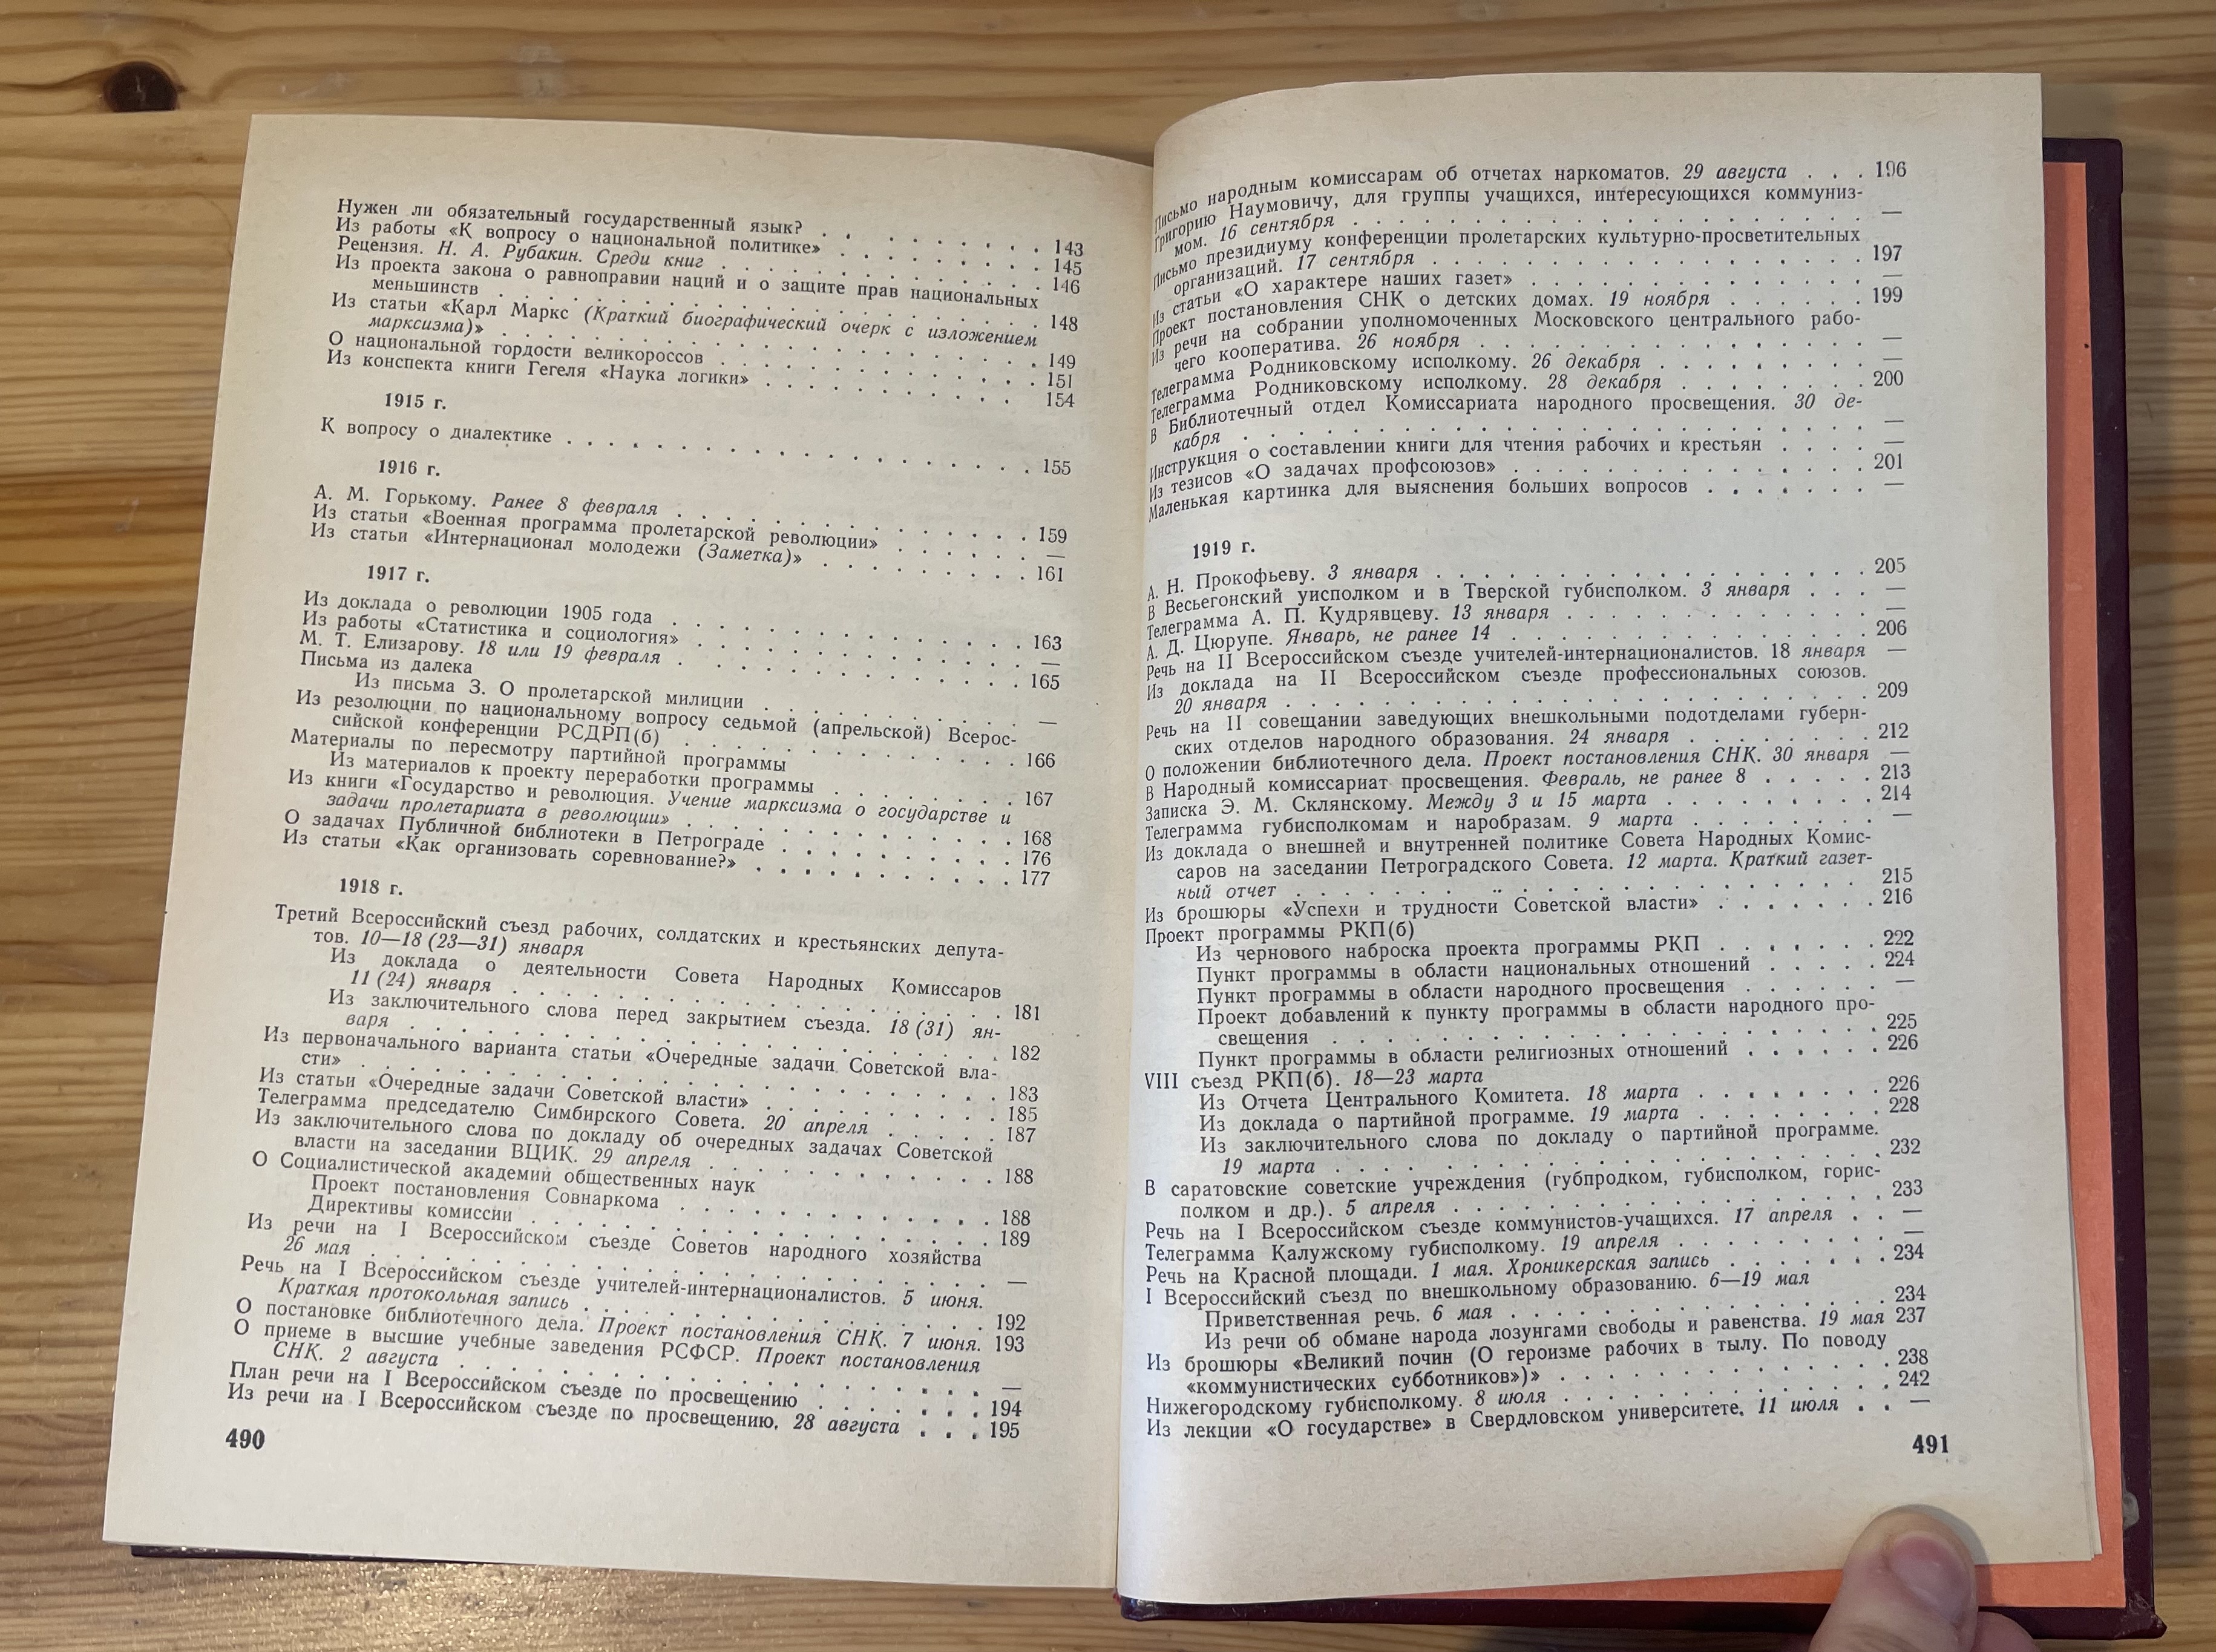 Нужен ли обязательный государственный язык? . . . . . . . . 143
Из работы «К вопросу о национальной политике» . . . . . . . . 145
Рецензия. Н. А. Рубакин. Среди книг . . . . . . . . . . . . 146
Из проекта закона о равноправии наций и о защите прав национальных
меньшинств . . . . . . . . . . . . . . . . . . . . 148
Из статьи «Карл Маркс (Краткий биографический очерк с изложением
марксизма)» . . . . . . . . . . . . . . . . . . . . 149
О национальной гордости великороссов . . . . . . . . . . . . 151
Из конспекта книги Гегеля «Наука логики» . . . . . . . . . . 154
1915 г.
К вопросу о диалектике . . . . . . . . . . . . . . . . . 155
1916 г.
А. М. Горькому. Ранее 8 февраля . . . . . . . . . . . . . 159
Из статьи «Военная программа пролетарской революции» . . . . . . —
Из статьи «Интернационал молодежи (Заметка)» . . . . . . . . . 161
1917 г.
Из доклада о революции 1905 года . . . . . . . . . . . . . 163
Из работы «Статистика и социология» . . . . . . . . . . . . —
М. Т. Елизарову. 18 или 19 февраля . . . . . . . . . . . . 165
Письма из далека
Из письма 3. О пролетарской милиции . . . . . . . . . . —
Из резолюции по национальному вопросу седьмой (апрельской) Всерос-
сийской конференции РСДРП(б) . . . . . . . . . . . . . 166
Материалы по пересмотру партийной программы
Из материалов к проекту переработки программы . . . . . . . 167
Из книги «Государство и революция. Учение марксизма о государстве и
задачи пролетариата в революции» . . . . . . . . . . . . 168
О задачах Публичной библиотеки в Петрограде . . . . . . . . . 176
Из статьи «Как организовать соревнование?» . . . . . . . . . . 177
1918 г.
Третий Всероссийский съезд рабочих, солдатских и крестьянских депута-
тов. 10—18 (23—31) января
Из доклада о деятельности Совета Народных Комиссаров
11 (24) января . . . . . . . . . . . . . . . . . . 181
Из заключительного слова перед закрытием съезда. 18 (31) ян-
варя . . . . . . . . . . . . . . . . . . . . . 182
Из первоначального варианта статьи «Очередные задачи Советской вла-
сти» . . . . . . . . . . . . . . . . . . . . . . 183
Из статьи «Очередные задачи Советской власти» . . . . . . . . . 185
Телеграмма председателю Симбирского Совета. 20 апреля . . . . . 187
Из заключительного слова по докладу об очередных задачах Советской
власти на заседании ВЦИК. 29 апреля . . . . . . . . . . . 188
О Социалистической академии общественных наук
Проект постановления Совнаркома . . . . . . . . . . . . 188
Директивы комиссии . . . . . . . . . . . . . . . . . 189
Из речи на I Всероссийском съезде Советов народного хозяйства
26 мая . . . . . . . . . . . . . . . . . . . . . —
Речь на I Всероссийском съезде учителей-интернационалистов. 5 июня.
Краткая протокольная запись . . . . . . . . . . . . . . 192
О постановке библиотечного дела. Проект постановления СНК. 7 июня. 193
О приеме в высшие учебные заведения РСФСР. Проект постановления
СНК. 2 августа . . . . . . . . . . . . . . . . . . —
План речи на I Всероссийском съезде по просвещению . . . . . . . 194
Из речи на I Всероссийском съезде по просвещению. 28 августа . . . 195
490
Письмо народным комиссарам об отчетах наркоматов. 29 августа . . . 196
Григорию Наумовичу, для группы учащихся, интересующихся коммуниз-
мом. 16 сентября . . . . . . . . . . . . . . . . . . —
Письмо президиуму конференции пролетарских культурно-просветительных
организаций. 17 сентября . . . . . . . . . . . . . . . 197
Из статьи «О характере наших газет» . . . . . . . . . . . . —
Проект постановления СНК о детских домах. 19 ноября . . . . . . 199
Из речи на собрании уполномоченных Московского центрального рабо-
чего кооператива. 26 ноября . . . . . . . . . . . . . . —
Телеграмма Родниковскому исполкому. 26 декабря . . . . . . . . —
Телеграмма Родниковскому исполкому. 28 декабря . . . . . . . . 200
В Библиотечный отдел Комиссариата народного просвещения. 30 де-
кабря . . . . . . . . . . . . . . . . . . . . . . —
Инструкция о составлении книги для чтения рабочих и крестьян . . . . —
Из тезисов «О задачах профсоюзов» . . . . . . . . . . . . . 201
Маленькая картинка для выяснения больших вопросов . . . . . . . —
1919 г.
А. Н. Прокофьеву. 3 января . . . . . . . . . . . . . . . 205
В Весьегонский уисполком и в Тверской губисполком. 3 января . . . —
Телеграмма А. П. Кудрявцеву. 13 января . . . . . . . . . . . —
А. Д. Цюрупе. Январь, не ранее 14 . . . . . . . . . . . . . 206
Речь на II Всероссийском съезде учителей-интернационалистов. 18 января —
Из доклада на II Всероссийском съезде профессиональных союзов.
20 января . . . . . . . . . . . . . . . . . . . . 209
Речь на II совещании заведующих внешкольными подотделами губерн-
ских отделов народного образования. 24 января . . . . . . . . 212
О положении библиотечного дела. Проект постановления СНК. 30 января —
В Народный комиссариат просвещения. Февраль, не ранее 8 . . . . . 213
Записка Э. М. Склянскому. Между 3 и 15 марта . . . . . . . . . 214
Телеграмма губисполкомам и наробразам. 9 марта . . . . . . . . —
Из доклада о внешней и внутренней политике Совета Народных Комис-
саров на заседании Петроградского Совета. 12 марта. Краткий газет-
ный отчет . . . . . . . . . . . . . . . . . . . . 215
Из брошюры «Успехи и трудности Советской власти» . . . . . . . 216
Проект программы РКП(б)
Из чернового наброска проекта программы РКП . . . . . . . 222
Пункт программы в области национальных отношений . . . . . 224
Пункт программы в области народного просвещения . . . . . . —
Проект добавлений к пункту программы в области народного про-
свещения . . . . . . . . . . . . . . . . . . . . 225
Пункт программы в области религиозных отношений . . . . . . 226
VIII съезд РКП(б). 18—23 марта
Из Отчета Центрального Комитета. 18 марта . . . . . . . . 226
Из доклада о партийной программе. 19 марта . . . . . . . . 228
Из заключительного слова по докладу о партийной программе.
19 марта . . . . . . . . . . . . . . . . . . . . 232
В саратовские советские учреждения (губпродком, губисполком, горис-
полком и др.). 5 апреля . . . . . . . . . . . . . . . . 233
Речь на I Всероссийском съезде коммунистов-учащихся. 17 апреля . . —
Телеграмма Калужскому губисполкому. 19 апреля . . . . . . . . —
Речь на Красной площади. 1 мая. Хроникерская запись . . . . . . 234
I Всероссийский съезд по внешкольному образованию. 6—19 мая
Приветственная речь. 6 мая . . . . . . . . . . . . . . 234
Из речи об обмане народа лозунгами свободы и равенства. 19 мая 237
Из брошюры «Великий почин (О героизме рабочих в тылу. По поводу
«коммунистических субботников»)» . . . . . . . . . . . . 238
Нижегородскому губисполкому. 8 июля . . . . . . . . . . . . 242
Из лекции «О государстве» в Свердловском университете. 11 июля . . —
491